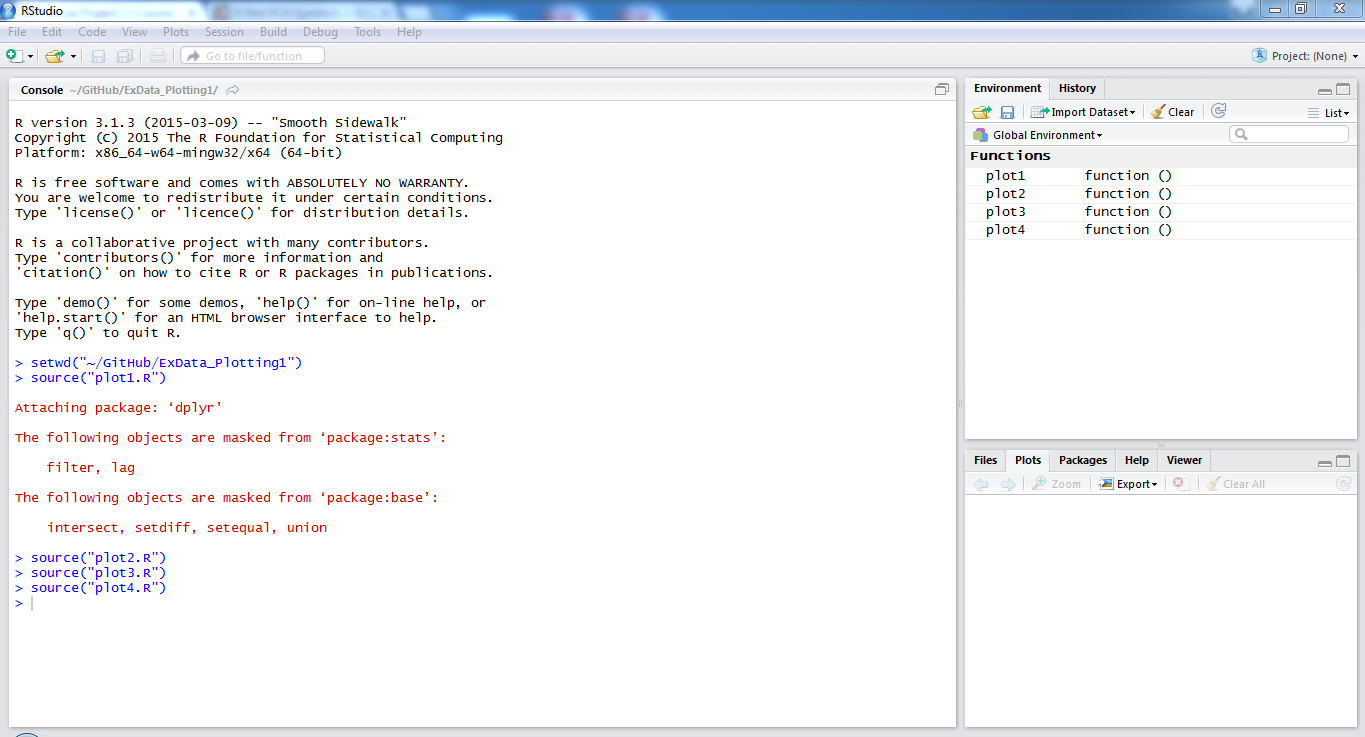 RStudio
File Edit Code View Plots Session Build Debug Tools Help
Go to file/function
Project: (None)
Console ~/GitHub/ExData_Plotting1/
R version 3.1.3 (2015-03-09) -- "Smooth Sidewalk"
Copyright (C) 2015 The R Foundation for Statistical Computing
Platform: x86_64-w64-mingw32/x64 (64-bit)
R is free software and comes with ABSOLUTELY NO WARRANTY.
You are welcome to redistribute it under certain conditions.
Type 'license()' or 'licence()' for distribution details.
R is a collaborative project with many contributors.
Type 'contributors()' for more information and
'citation()' on how to cite R or R packages in publications.
Type 'demo()' for some demos, 'help()' for on-line help, or
'help.start()' for an HTML browser interface to help.
Type 'q()' to quit R.
> setwd("~/GitHub/ExData_Plotting1")
> source("plot1.R")
Attaching package: ‘dplyr’
The following objects are masked from ‘package:stats’:
filter, lag
The following objects are masked from ‘package:base’:
intersect, setdiff, setequal, union
> source("plot2.R")
> source("plot3.R")
> source("plot4.R")
>
Environment History
Import Dataset Clear List
Global Environment
Functions
plot1 function ()
plot2 function ()
plot3 function ()
plot4 function ()
Files Plots Packages Help Viewer
Zoom Export Clear All